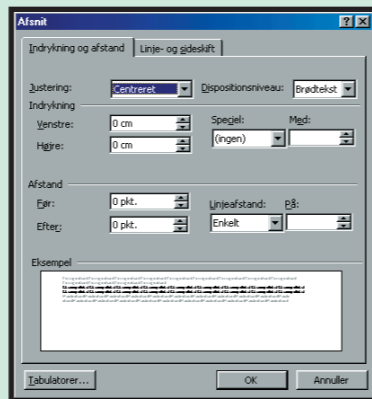 Afsnit
Indrykning og afstand Linje- og sideskift
Justering: Centreret Dispositionsniveau: Brødtekst
Indrykning
Venstre: 0 cm Speciel: Med:
Højre: 0 cm (ingen)
Afstand
Før: 0 pkt. Linjeafstand: På:
Efter: 0 pkt. Enkelt
Eksempel
Tabulatorer... OK Annuller